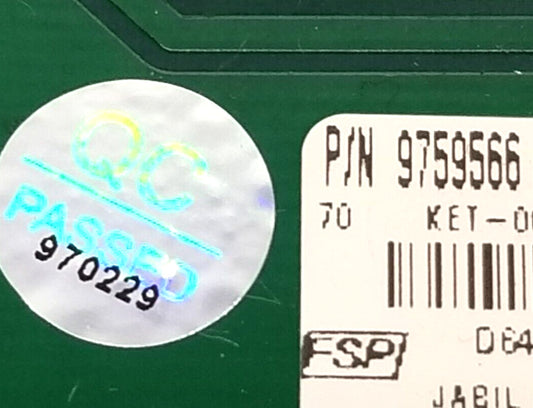 QC
PASSED
970229
P/N 9759566
70 KET-0
D64
FSP
JABIL